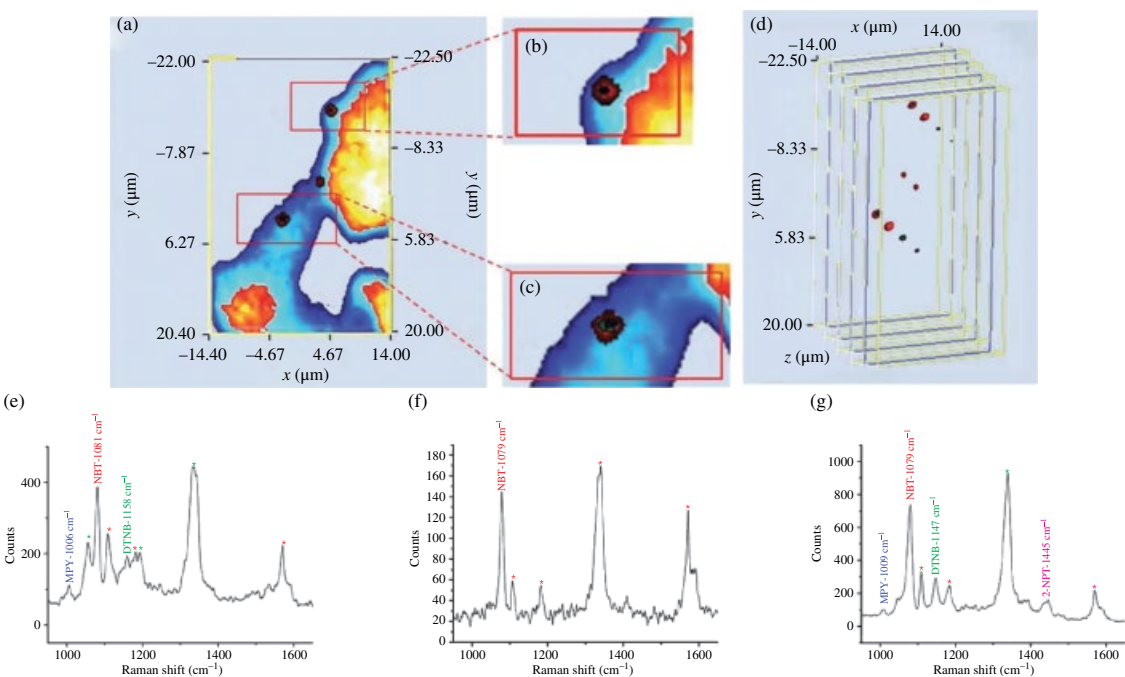 (a)
−22.00
−7.87
6.27
20.40
y (μm)
−14.40
−4.67
4.67
14.00
x (μm)
−22.50
−8.33
5.83
20.00
y (μm)
(b)
(c)
(d)
x (μm)
−14.00
14.00
−22.50
−8.33
5.83
20.00
y (μm)
z (μm)
(e)
400
200
0
Counts
MPY-1006 cm⁻¹
*
NBT-1081 cm⁻¹
*
DTNB-1158 cm⁻¹
* *
*
*
1000
1200
1400
1600
Raman shift (cm⁻¹)
(f)
180
160
140
120
100
80
60
40
20
0
Counts
NBT-1079 cm⁻¹
*
*
*
*
1000
1200
1400
1600
Raman shift (cm⁻¹)
(g)
1000
800
600
400
200
0
Counts
MPY-1009 cm⁻¹
NBT-1079 cm⁻¹
*
DTNB-1147 cm⁻¹
*
*
2-NPT-1445 cm⁻¹
*
1000
1200
1400
1600
Raman shift (cm⁻¹)